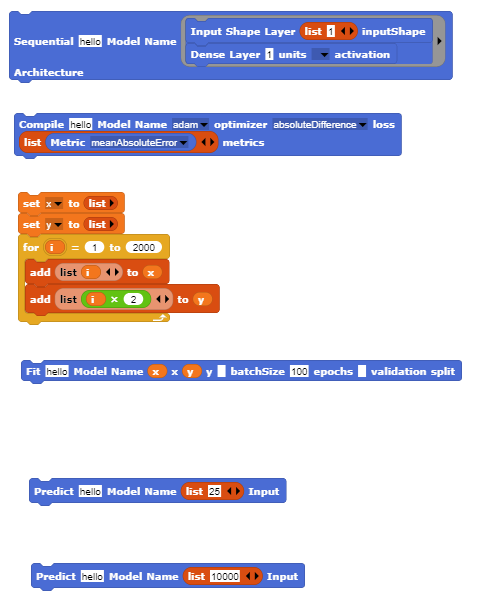 Input Shape Layer list 1 inputShape
Sequential hello Model Name
Dense Layer 1 units activation
Architecture
Compile hello Model Name adam optimizer absoluteDifference loss
list Metric meanAbsoluteError metrics
set x to list
set y to list
for i = 1 to 2000
add list i to x
add list i × 2 to y
Fit hello Model Name x x y y batchSize 100 epochs validation split
Predict hello Model Name list 25 Input
Predict hello Model Name list 10000 Input